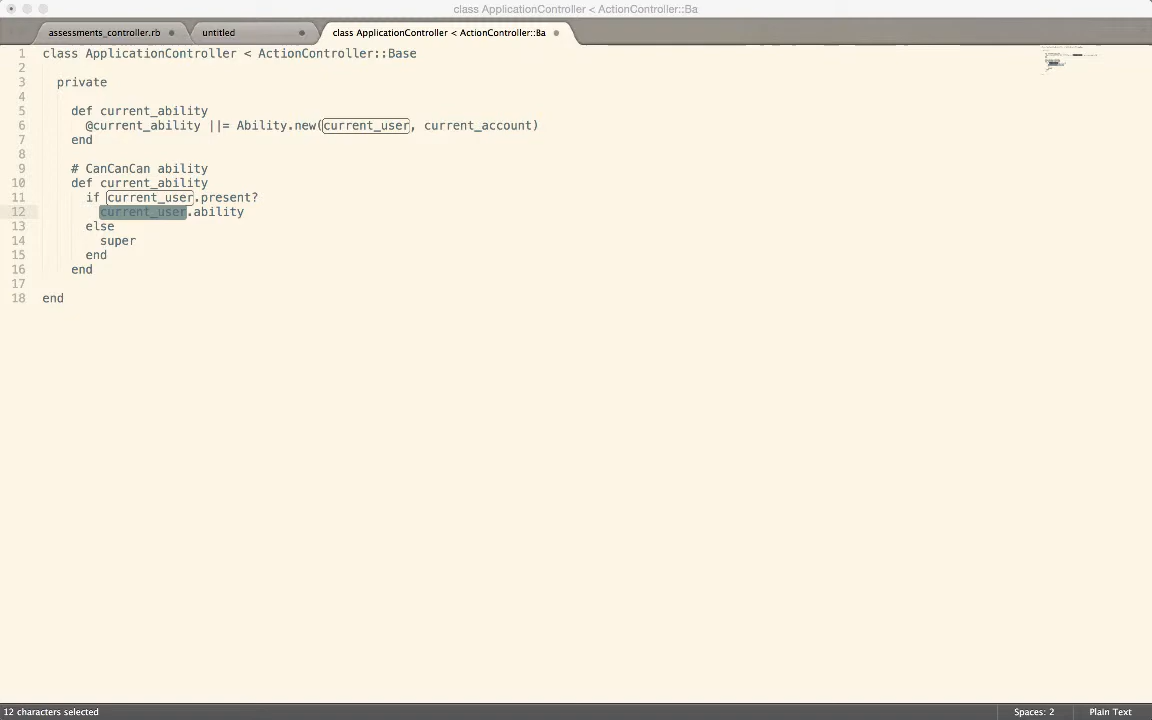 class ApplicationController < ActionController::Ba
assessments_controller.rb
untitled
class ApplicationController < ActionController::Ba
1 class ApplicationController < ActionController::Base
2
3 private
4
5 def current_ability
6 @current_ability ||= Ability.new(current_user, current_account)
7 end
8
9 # CanCanCan ability
10 def current_ability
11 if current_user.present?
12 current_user.ability
13 else
14 super
15 end
16 end
17
18 end
12 characters selected
Spaces: 2
Plain Text